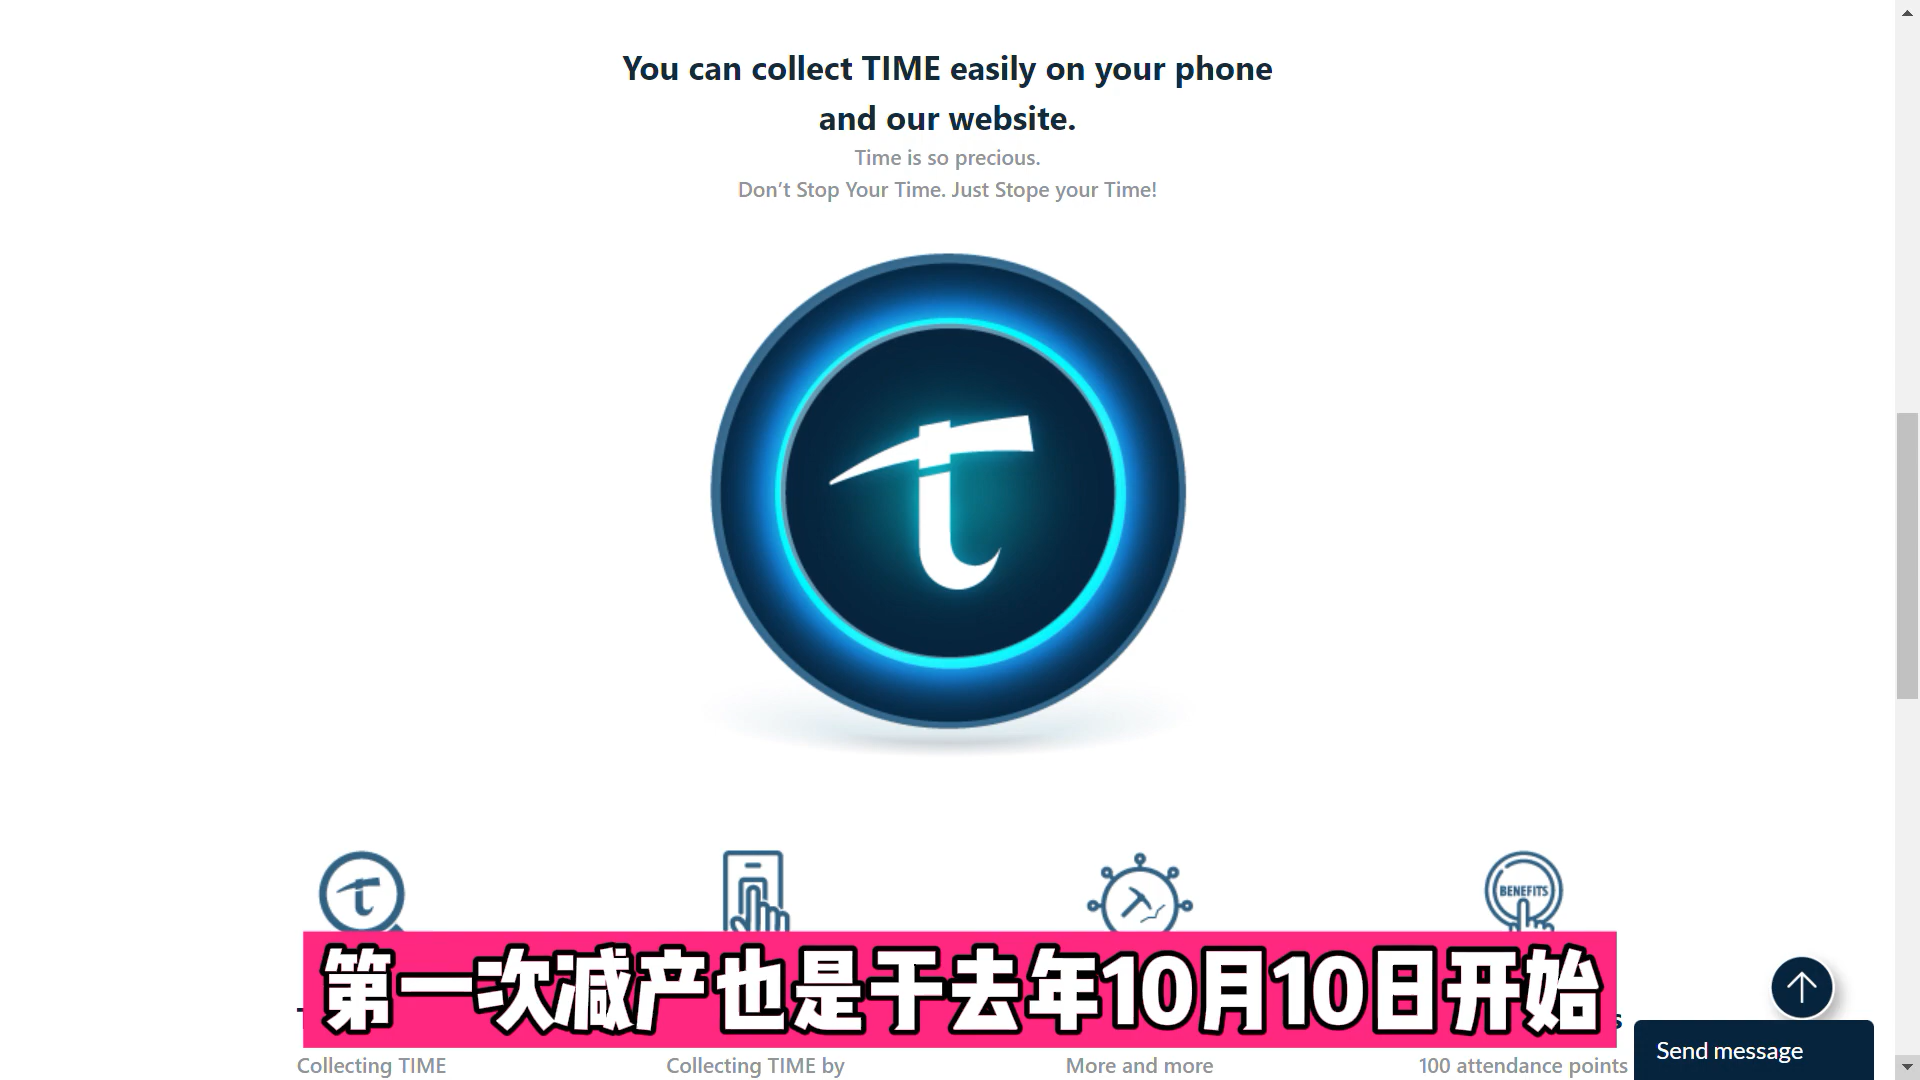 You can collect TIME easily on your phone
and our website.
Time is so precious.
Don’t Stop Your Time. Just Stope your Time!
BENEFITS
第一次减产也是于去年10月10日开始
Collecting TIME
Collecting TIME by
More and more
100 attendance points
Send message